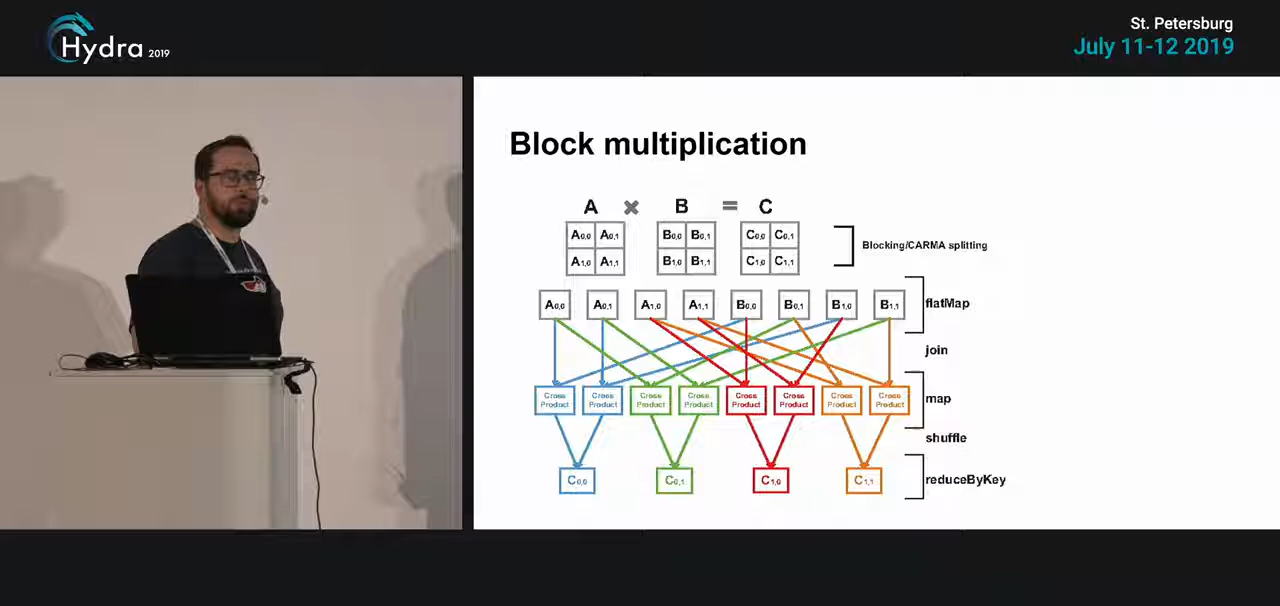 Hydra 2019
St. Petersburg
July 11-12 2019
Block multiplication
A × B = C
A0,0 A0,1 B0,0 B0,1 C0,0 C0,1
A1,0 A1,1 B1,0 B1,1 C1,0 C1,1
Blocking/CARMA splitting
A0,0 A0,1 A1,0 A1,1 B0,0 B0,1 B1,0 B1,1
flatMap
join
Cross Cross Cross Cross Cross Cross Cross Cross
Product Product Product Product Product Product Product Product
map
shuffle
C0,0 C0,1 C1,0 C1,1
reduceByKey